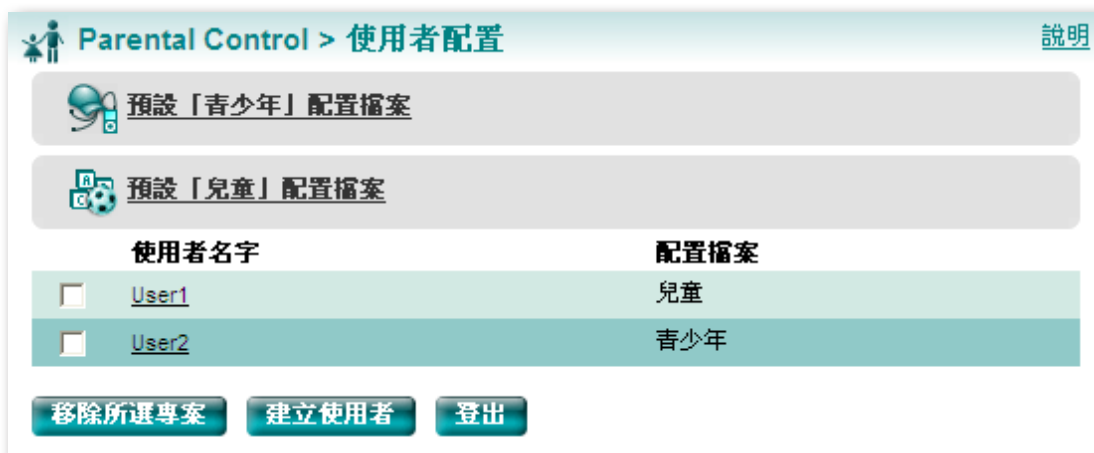 Parental Control > 使用者配置 說明
預設「青少年」配置檔案
預設「兒童」配置檔案
使用者名字 配置檔案
User1 兒童
User2 青少年
移除所選專案 建立使用者 登出